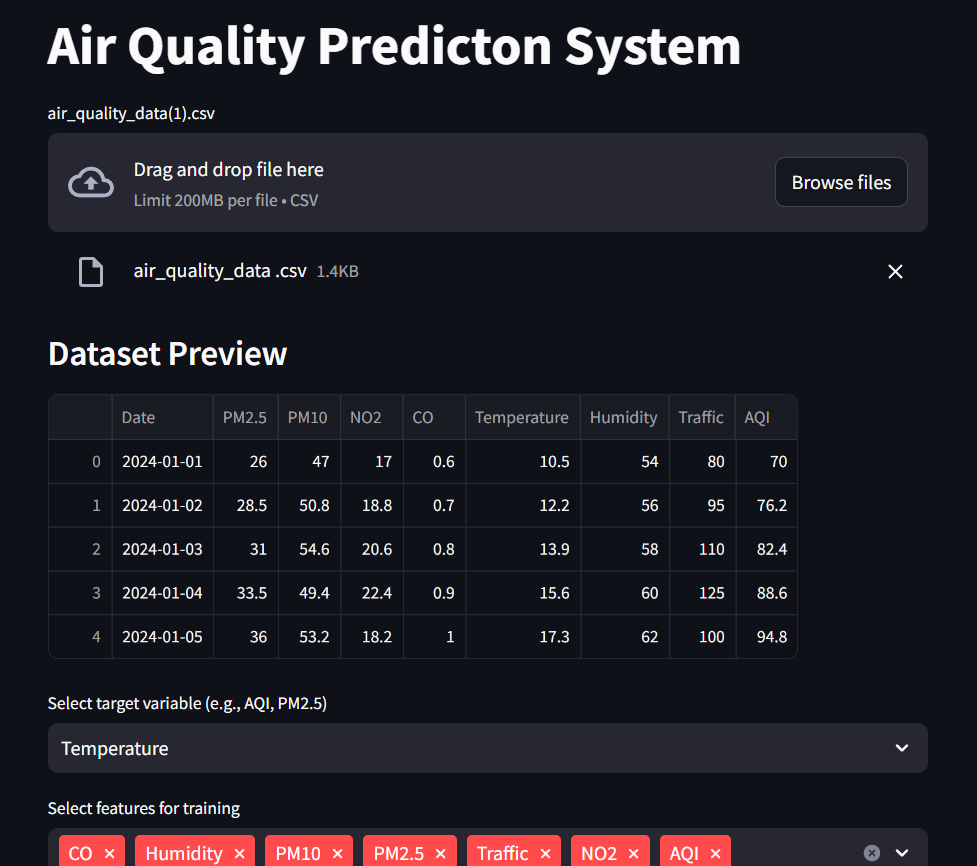 Air Quality Predicton System
air_quality_data(1).csv
Drag and drop file here
Limit 200MB per file • CSV
Browse files
air_quality_data .csv 1.4KB
Dataset Preview
Date PM2.5 PM10 NO2 CO Temperature Humidity Traffic AQI
0 2024-01-01 26 47 17 0.6 10.5 54 80 70
1 2024-01-02 28.5 50.8 18.8 0.7 12.2 56 95 76.2
2 2024-01-03 31 54.6 20.6 0.8 13.9 58 110 82.4
3 2024-01-04 33.5 49.4 22.4 0.9 15.6 60 125 88.6
4 2024-01-05 36 53.2 18.2 1 17.3 62 100 94.8
Select target variable (e.g., AQI, PM2.5)
Temperature
Select features for training
CO × Humidity × PM10 × PM2.5 × Traffic × NO2 × AQI ×